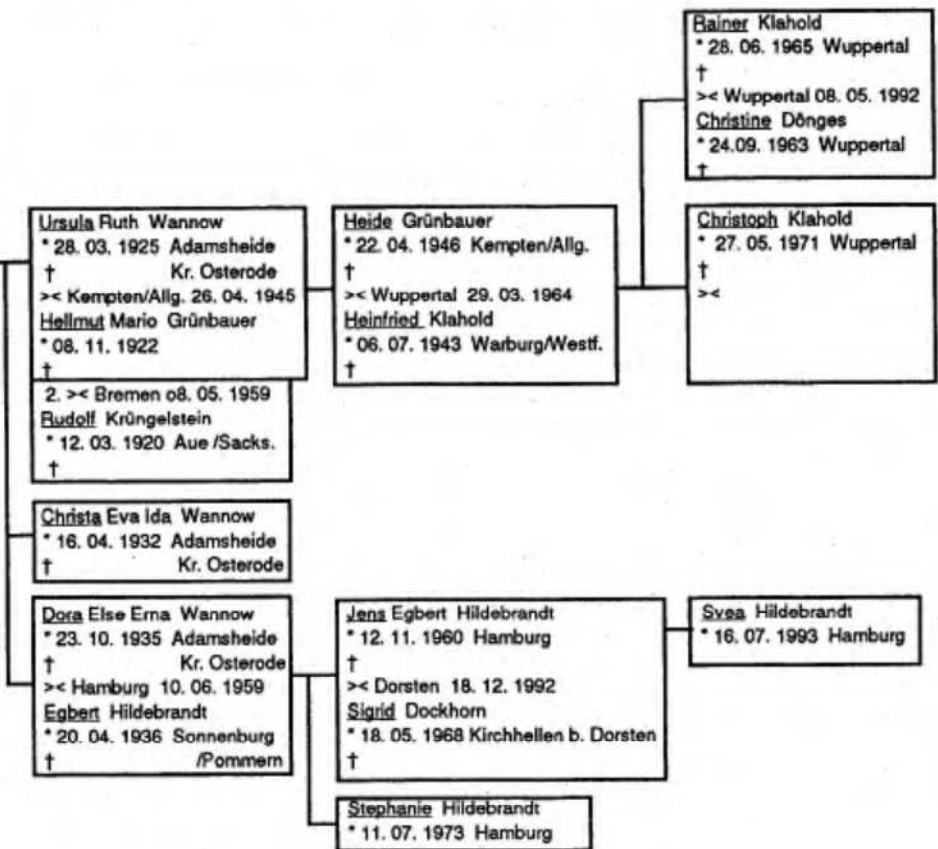 Rainer Klahold
* 28. 06. 1965 Wuppertal
†
>< Wuppertal 08. 05. 1992
Christine Dônges
* 24.09. 1963 Wuppertal
†
Ursula Ruth Wannow
* 28. 03. 1925 Adamsheide
† Kr. Osterode
>< Kempten/Allg. 26. 04. 1945
Hellmut Mario Grünbauer
* 08. 11. 1922
†
2. >< Bremen o8. 05. 1959
Rudolf Krüngelstein
* 12. 03. 1920 Aue /Sacks.
†
Heide Grünbauer
* 22. 04. 1946 Kempten/Allg.
†
>< Wuppertal 29. 03. 1964
Heinfried Klahold
* 06. 07. 1943 Warburg/Westf.
†
Christoph Klahold
* 27. 05. 1971 Wuppertal
†
><
Christa Eva Ida Wannow
* 16. 04. 1932 Adamsheide
† Kr. Osterode
Dora Else Erna Wannow
* 23. 10. 1935 Adamsheide
† Kr. Osterode
>< Hamburg 10. 06. 1959
Egbert Hildebrandt
* 20. 04. 1936 Sonnenburg
† /Pommern
Jens Egbert Hildebrandt
* 12. 11. 1960 Hamburg
†
>< Dorsten 18. 12. 1992
Sigrid Dockhorn
* 18. 05. 1968 Kirchhellen b. Dorsten
†
Svea Hildebrandt
* 16. 07. 1993 Hamburg
Stephanie Hildebrandt
* 11. 07. 1973 Hamburg